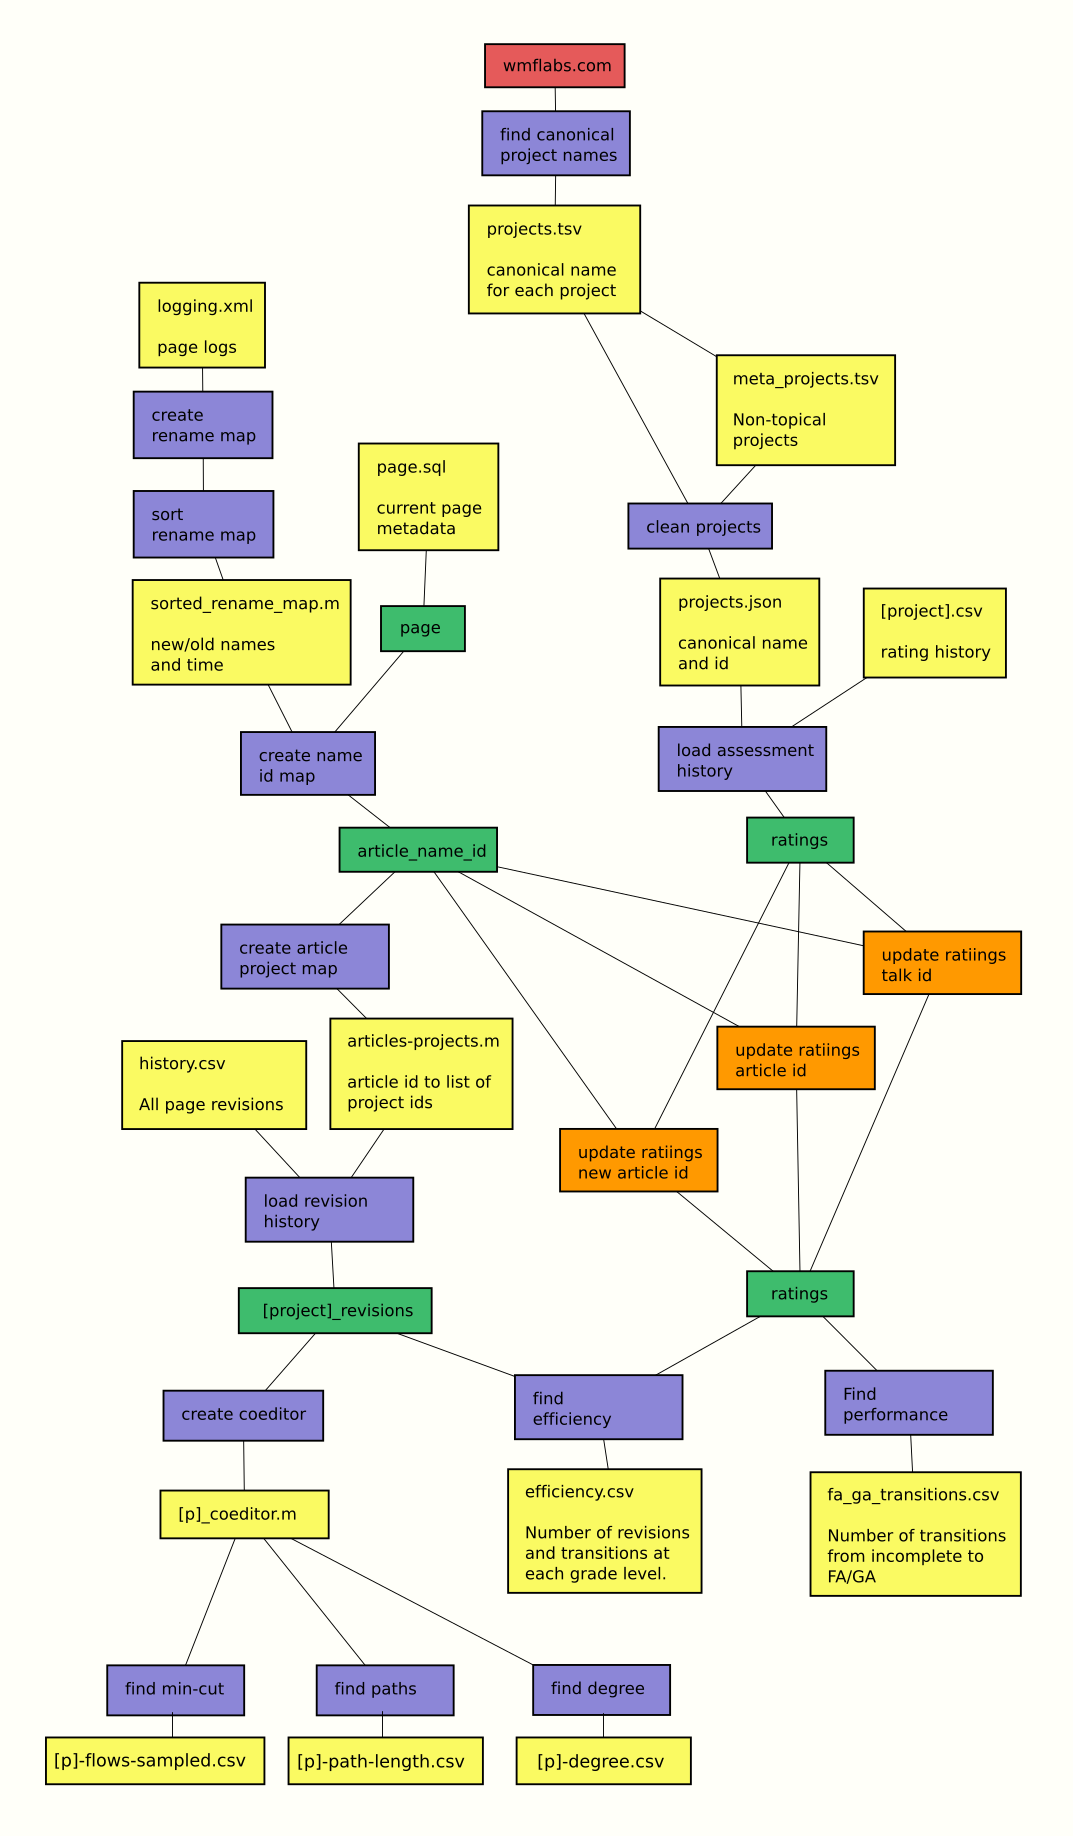 wmflabs.com
find canonical
project names
projects.tsv
canonical name
for each project
logging.xml
page logs
meta_projects.tsv
Non-topical
projects
create
rename map
page.sql
current page
metadata
sort
rename map
clean projects
sorted_rename_map.m
new/old names
and time
page
projects.json
canonical name
and id
[project].csv
rating history
create name
id map
load assessment
history
article_name_id
ratings
create article
project map
update ratiings
talk id
articles-projects.m
article id to list of
project ids
update ratiings
article id
history.csv
All page revisions
update ratiings
new article id
load revision
history
[project]_revisions
ratings
create coeditor
find
efficiency
Find
performance
[p]_coeditor.m
efficiency.csv
Number of revisions
and transitions at
each grade level.
fa_ga_transitions.csv
Number of transitions
from incomplete to
FA/GA
find min-cut
find paths
find degree
[p]-flows-sampled.csv
[p]-path-length.csv
[p]-degree.csv